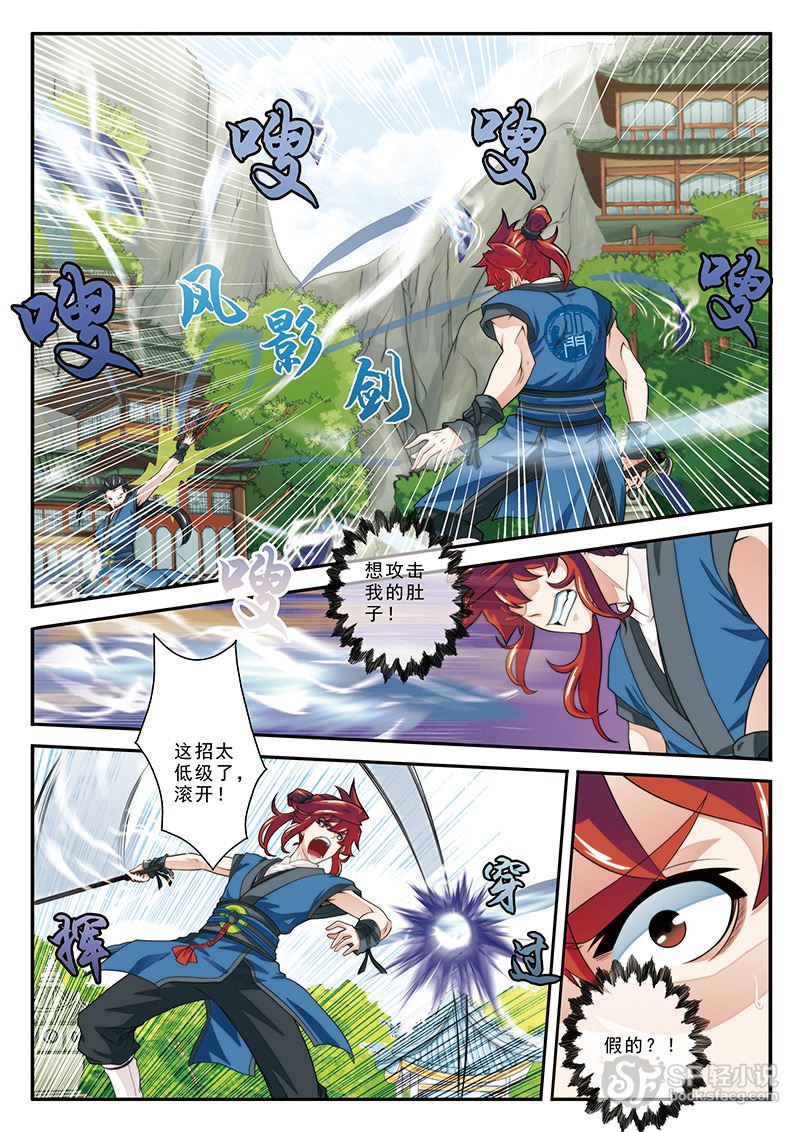 嗖
嗖
嗖
嗖
风影剑
門
嗖
想攻击
我的肚
子！
这招太
低级了，
滚开！
挥
穿过
假的？！
SF轻小说
book.sfacg.com